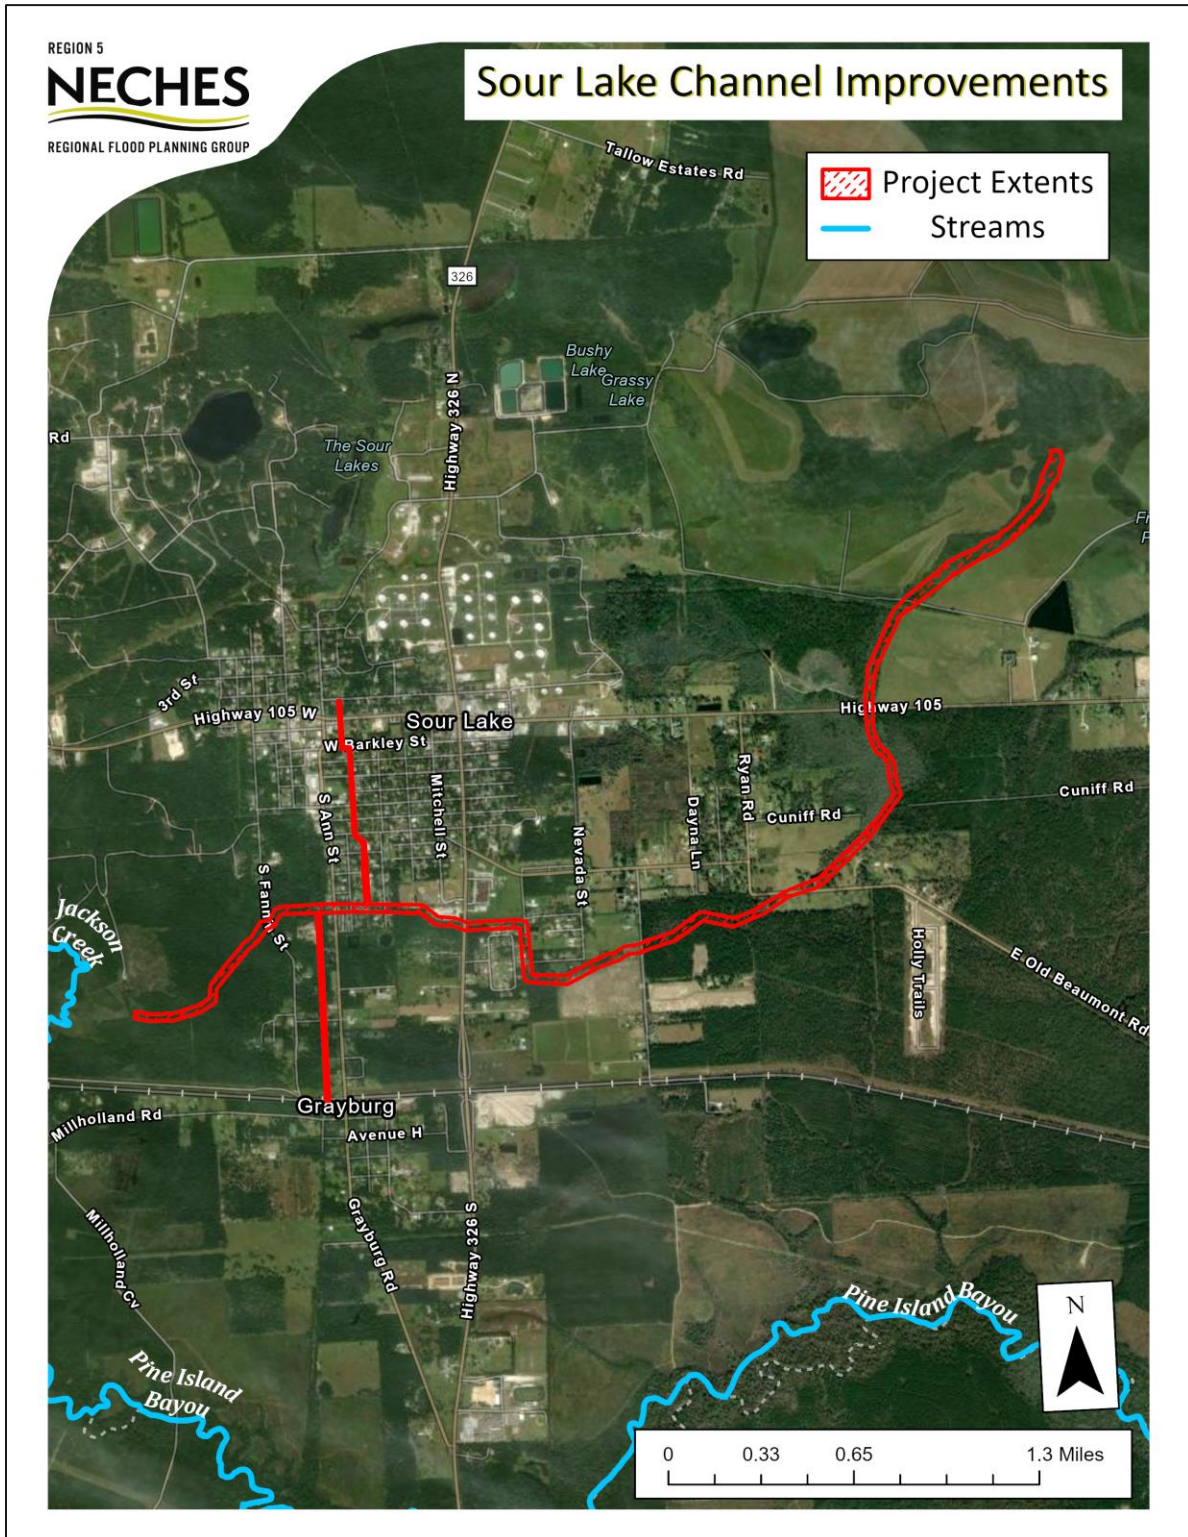 REGION 5
NECHES
REGIONAL FLOOD PLANNING GROUP
Sour Lake Channel Improvements
Project Extents
Streams
Tallow Estates Rd
326
Bushy
Lake
Grassy
Lake
Highway 326 N
Rd
The Sour
Lakes
3rd St
Highway 105 W
Sour Lake
Highway 105
W Barkley St
Mitchell St
Ryan Rd
Cuniff Rd
Cuniff Rd
S Ann St
Dayna Ln
Nevada St
S Fannin St
Jackson
Creek
Holly Trails
E Old Beaumont Rd
Grayburg
Millholland Rd
Avenue H
Millholland Cv
Grayburg Rd
Highway 326 S
Pine Island Bayou
N
Pine Island
Bayou
0 0.33 0.65 1.3 Miles